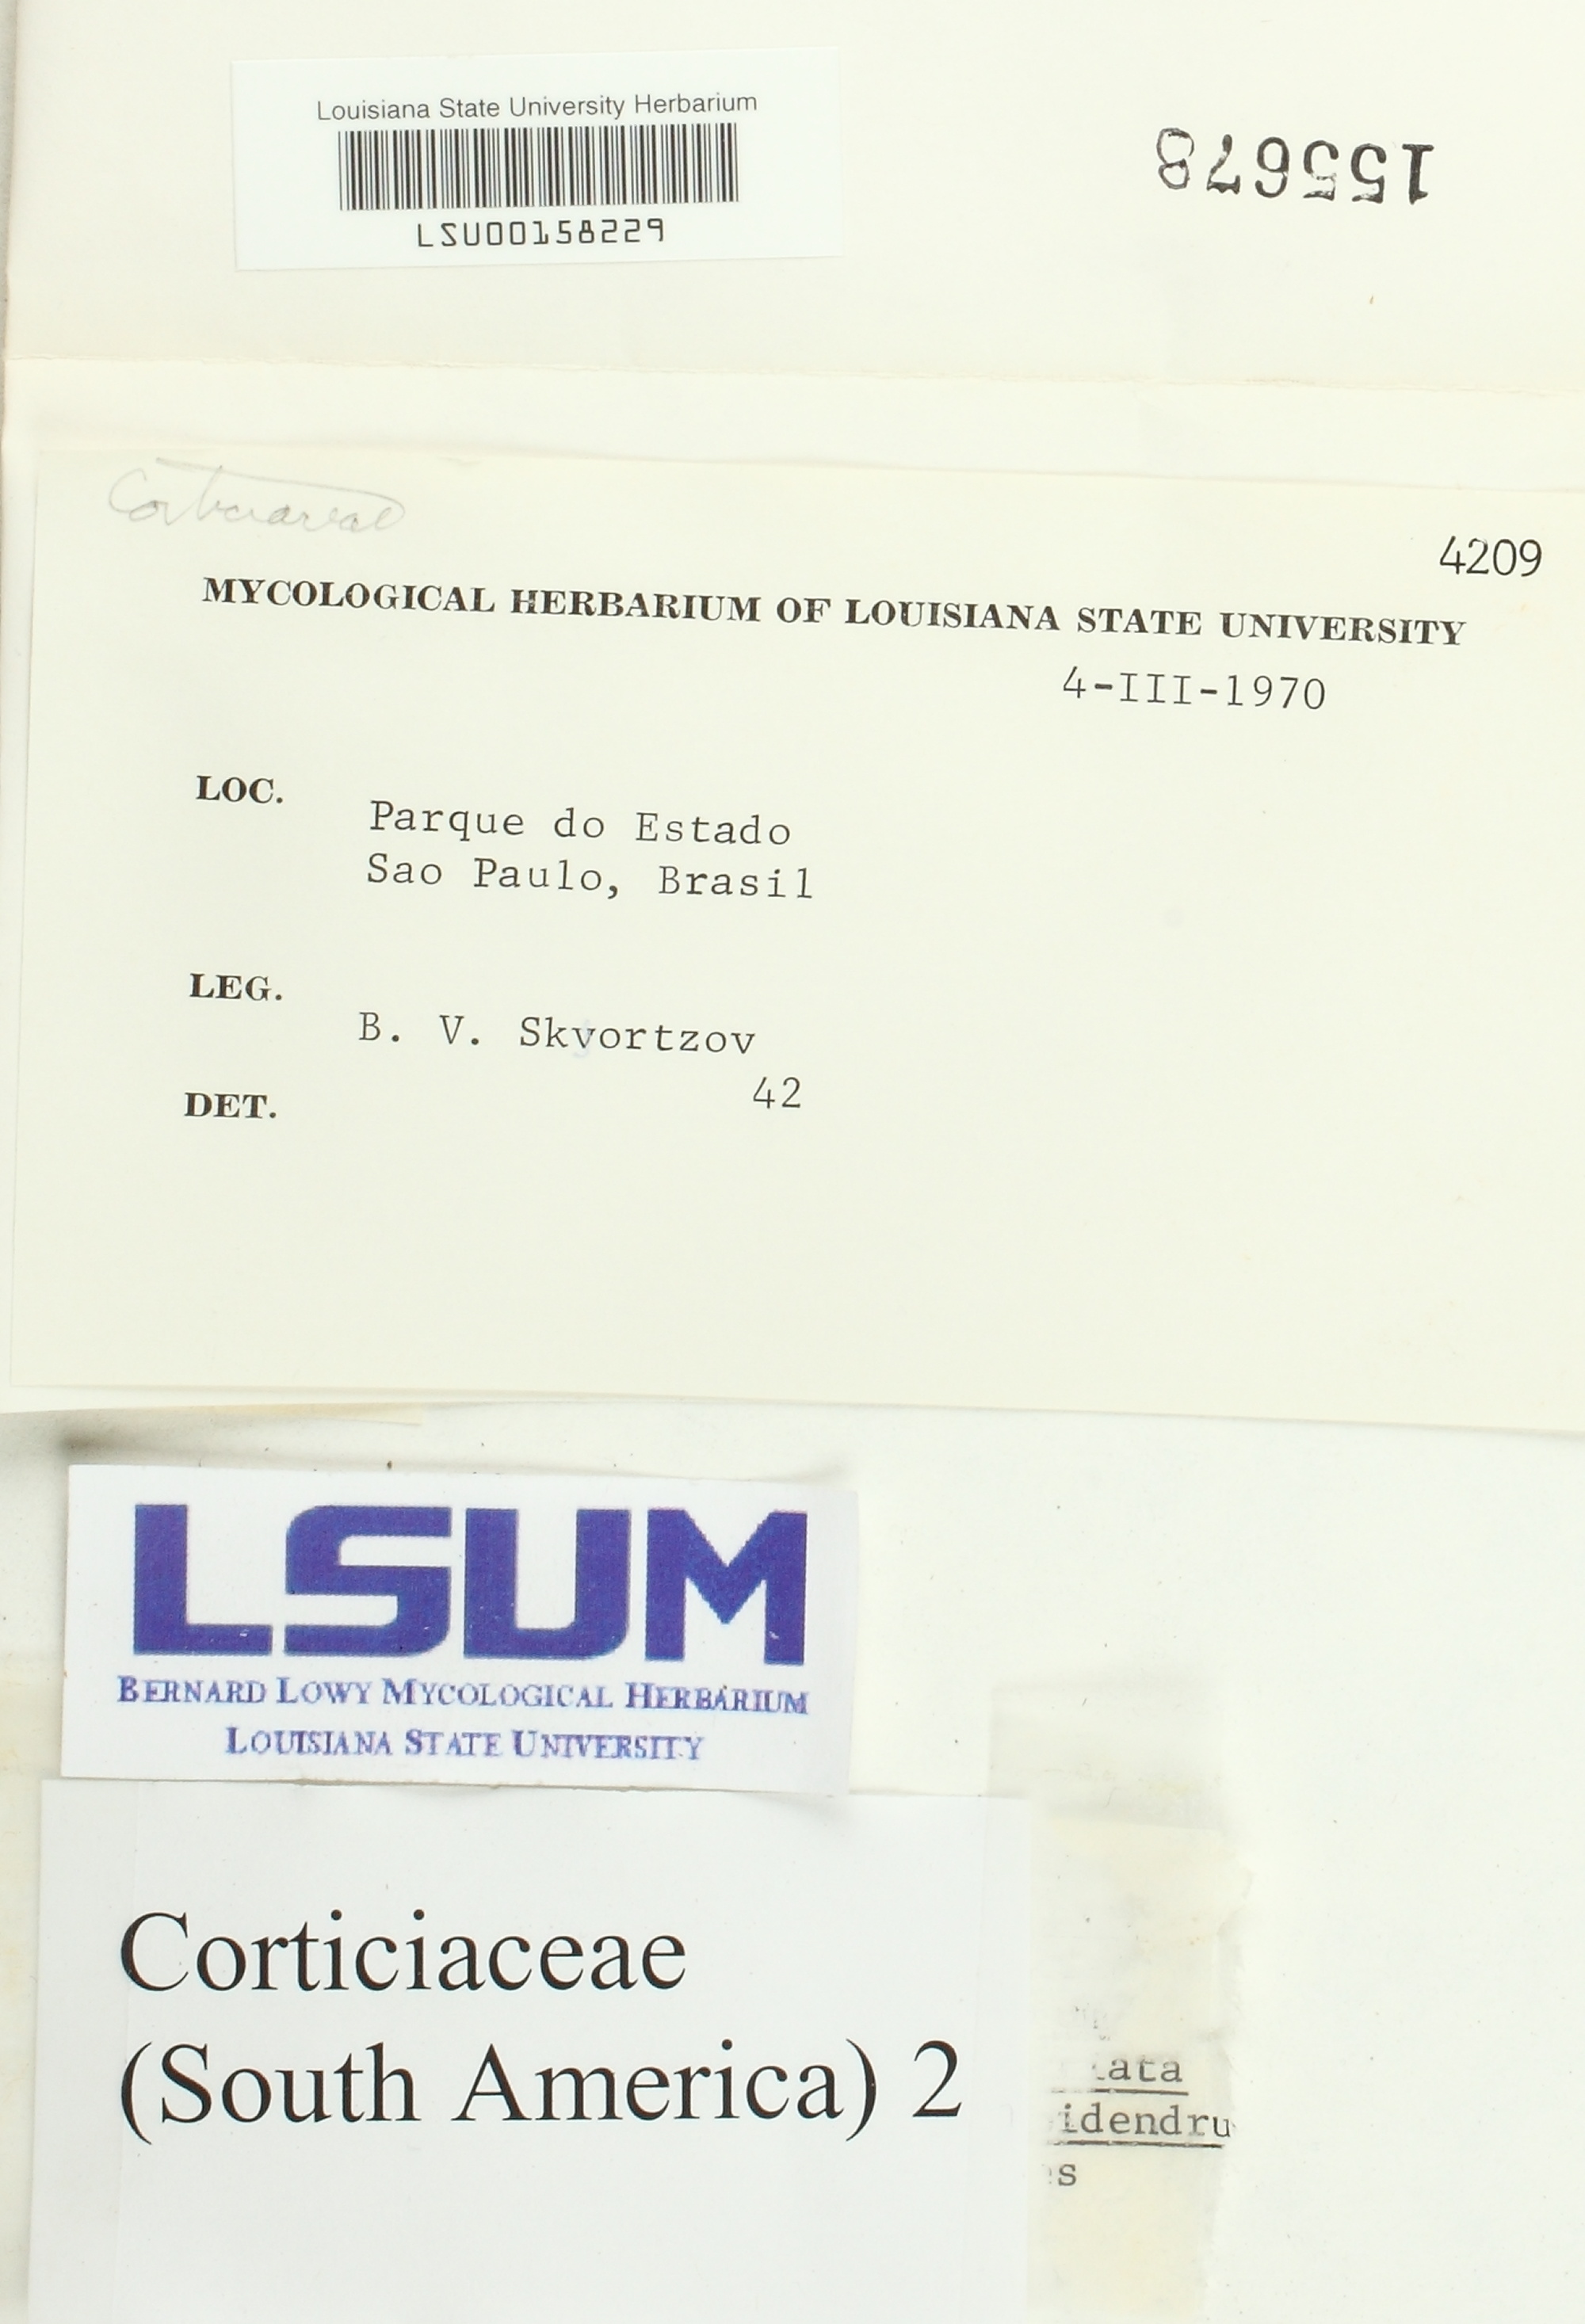 Louisiana State University Herbarium
LSU00158229
155678
4209
MYCOLOGICAL HERBARIUM OF LOUISIANA STATE UNIVERSITY
4-III-1970
LOC.
Parque do Estado
Sao Paulo, Brasil
LEG.
B. V. Skvortzov
42
DET.
LSUM
BERNARD LOWY MYCOLOGICAL HERBARIUM
LOUISIANA STATE UNIVERSITY
Corticiaceae
(South America) 2
idendru